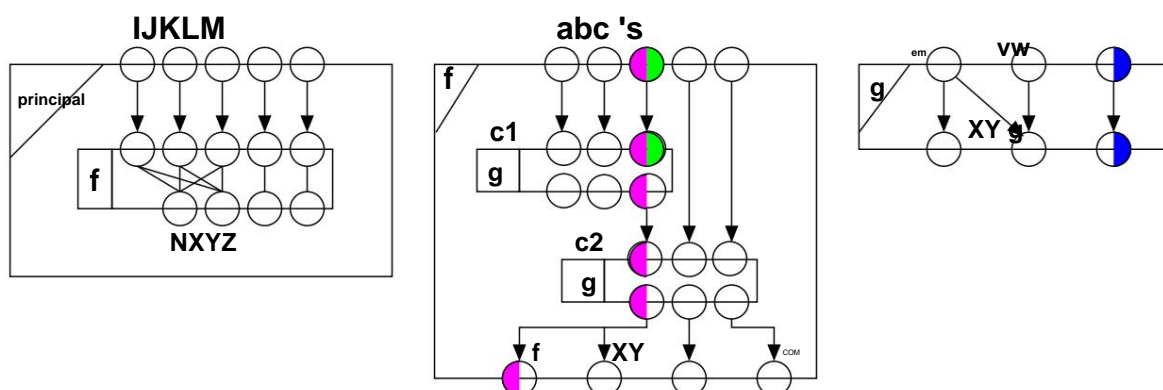 IJKLM
principal
f
NXYZ
abc 's
f
c1
g
c2
g
f
XY
COM
em
vw
g
XY g